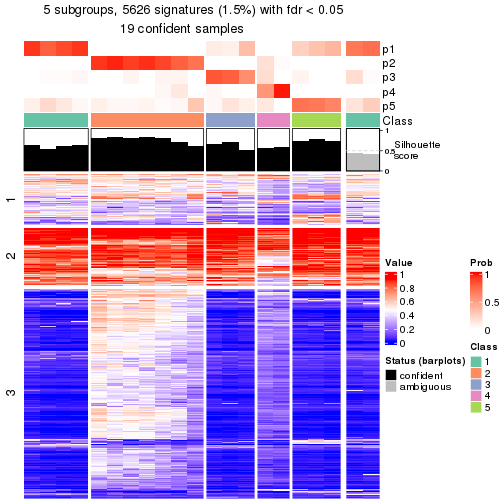 5 subgroups, 5626 signatures (1.5%) with fdr < 0.05
19 confident samples
p1
p2
p3
p4
p5
Class
1
0.5
0
Silhouette
score
1
2
3
Value
1
0.8
0.6
0.4
0.2
0
Status (barplots)
confident
ambiguous
Prob
1
0.5
0
Class
1
2
3
4
5